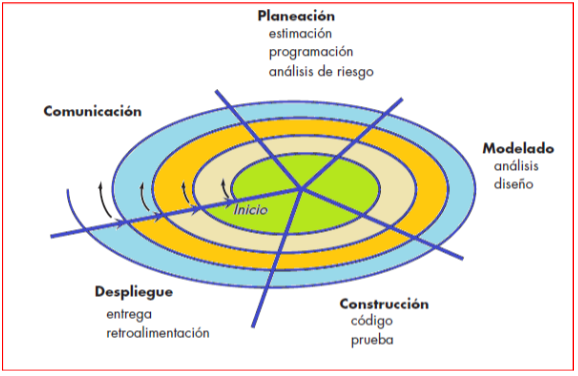 Planeación
estimación
programación
análisis de riesgo
Comunicación
Modelado
análisis
diseño
Inicio
Despliegue
entrega
retroalimentación
Construcción
código
prueba